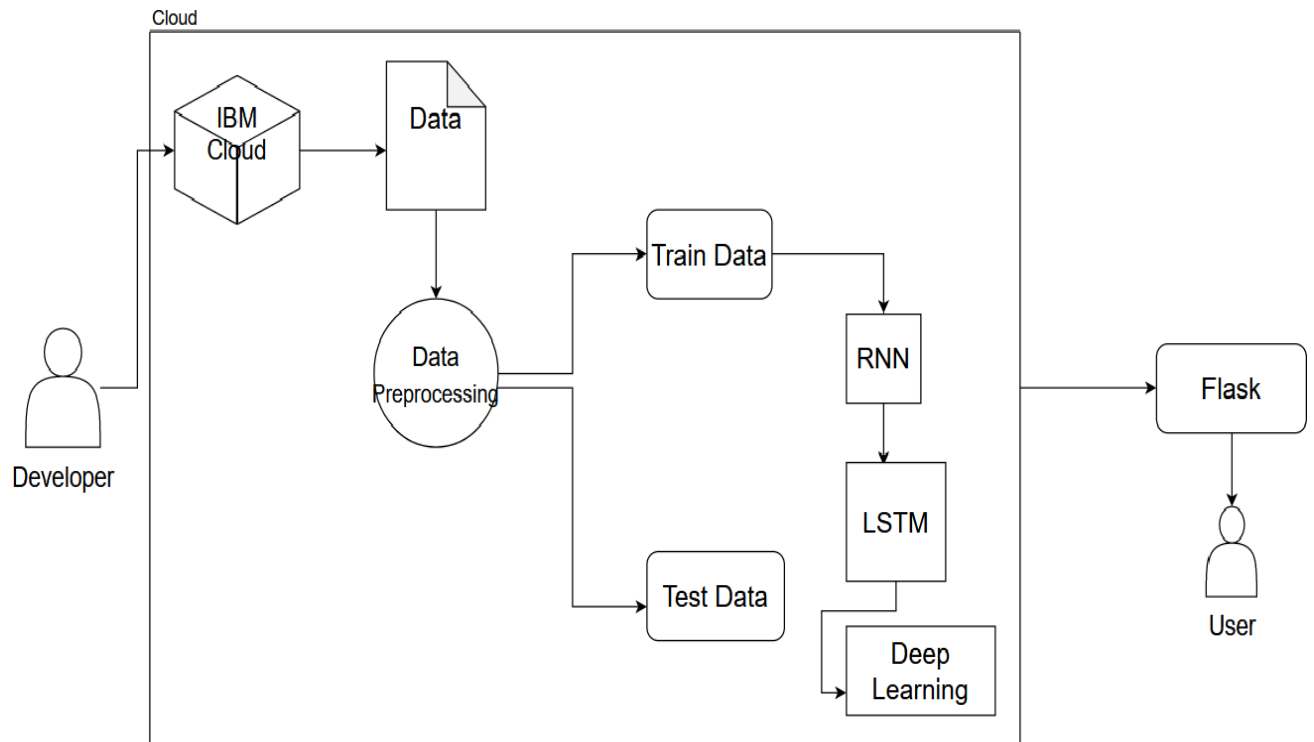 Cloud
IBM
Cloud
Data
Train Data
Data
Preprocessing
RNN
Flask
Developer
LSTM
Test Data
User
Deep
Learning